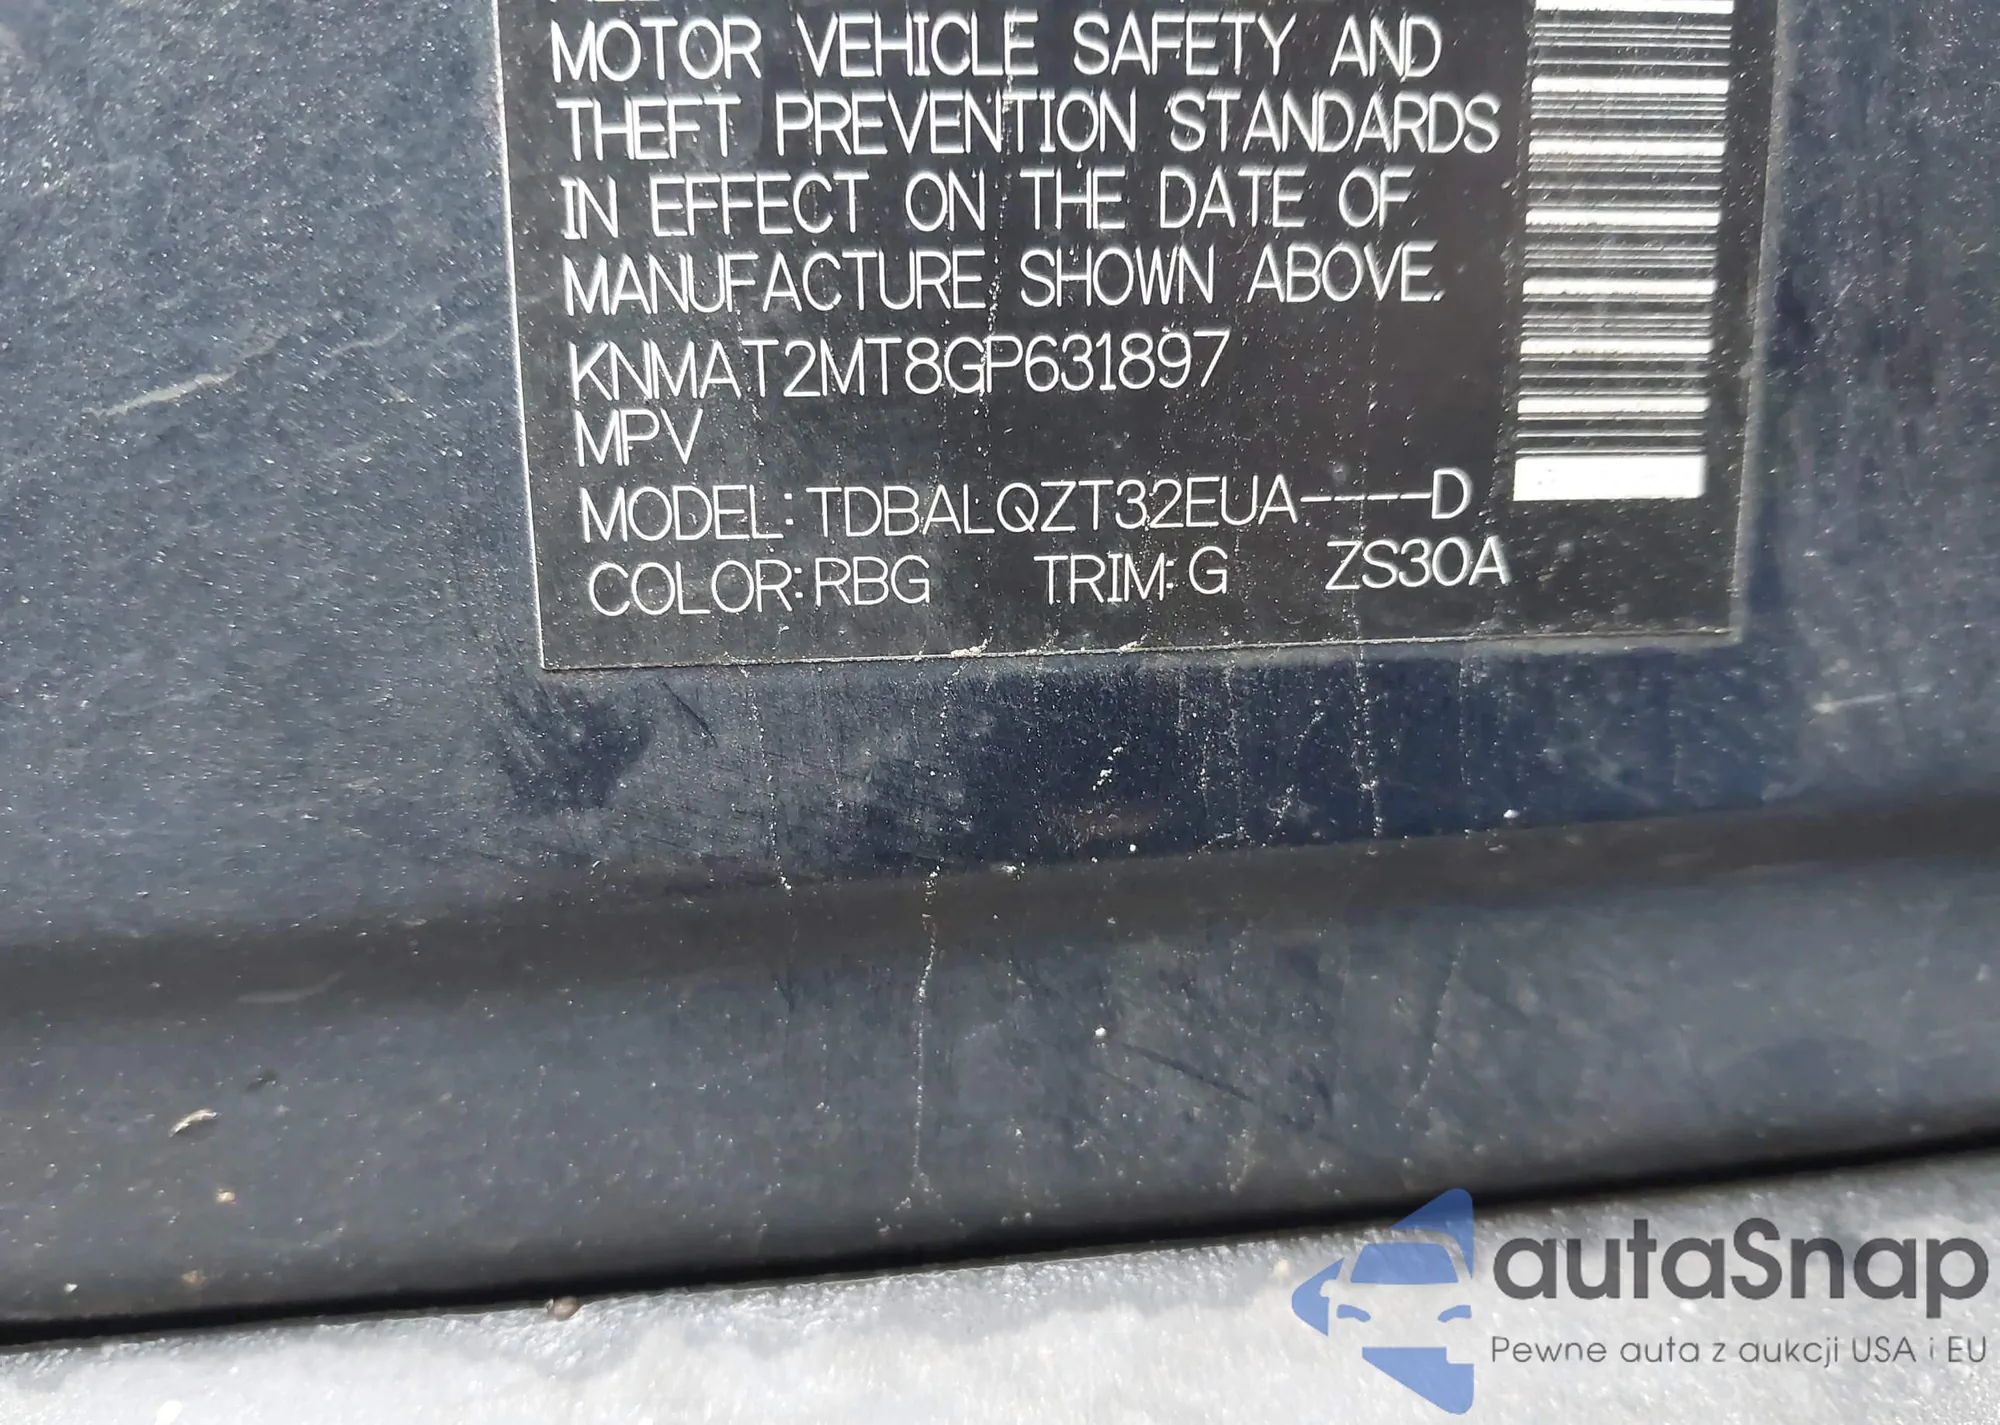 MOTOR VEHICLE SAFETY AND
THEFT PREVENTION STANDARDS
IN EFFECT ON THE DATE OF
MANUFACTURE SHOWN ABOVE.
KNMAT2MT8GP631897
MPV
MODEL: TDBALQZT32EUA----D
COLOR: RBG TRIM: G ZS30A
autaSnap
Pewne auta z aukcji USA i EU